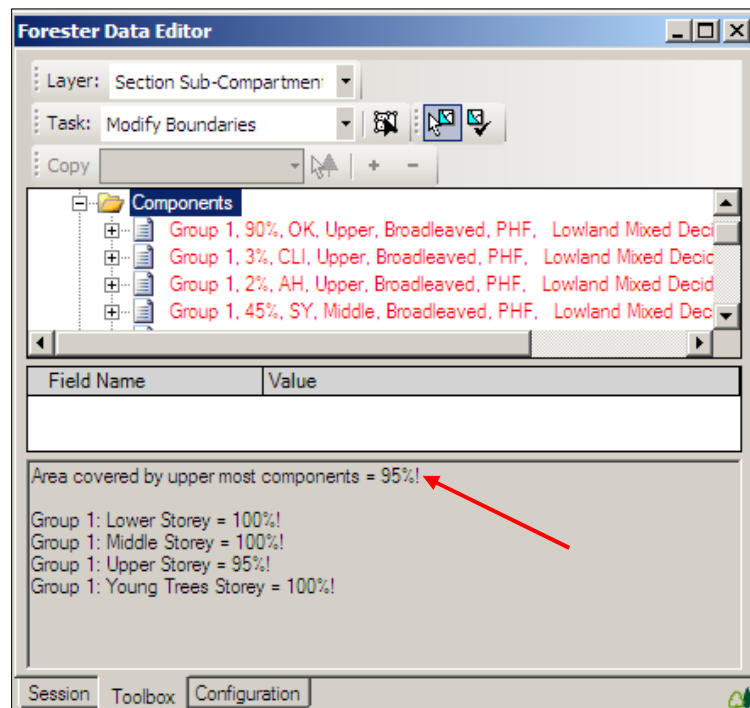 Forester Data Editor
Layer: Section Sub-Compartment
Task: Modify Boundaries
Copy
Components
Group 1, 90%, OK, Upper, Broadleaved, PHF, Lowland Mixed Deci
Group 1, 3%, CLI, Upper, Broadleaved, PHF, Lowland Mixed Decid
Group 1, 2%, AH, Upper, Broadleaved, PHF, Lowland Mixed Decid
Group 1, 45%, SY, Middle, Broadleaved, PHF, Lowland Mixed Dec
Field Name Value
Area covered by upper most components = 95%!
Group 1: Lower Storey = 100%!
Group 1: Middle Storey = 100%!
Group 1: Upper Storey = 95%!
Group 1: Young Trees Storey = 100%!
Session Toolbox Configuration